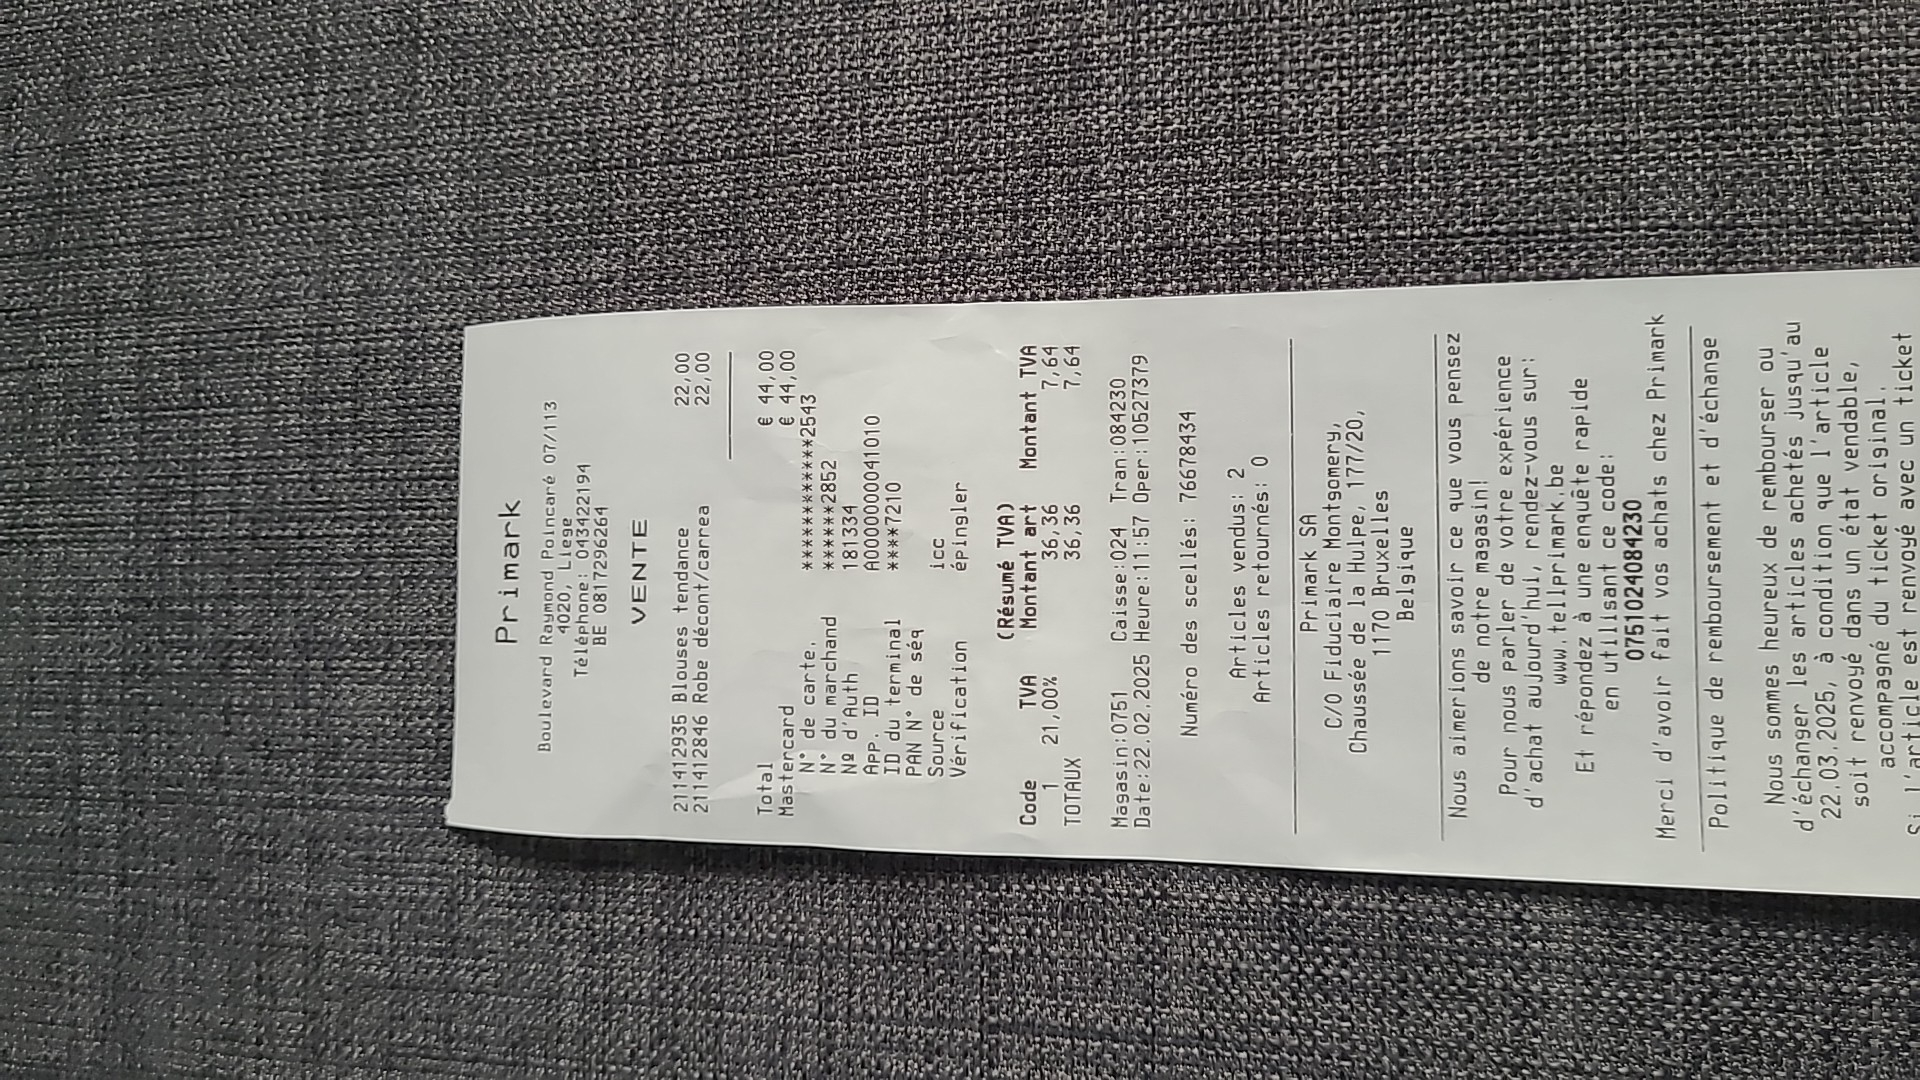 Primark
Boulevard Raymond Poincaré 07/113
4020, Liege
Téléphone: 043422194
BE 0817296264
VENTE
211412935 Blouses tendance 22,00
211412846 Robe décont/carrea 22,00
Total € 44,00
Mastercard € 44,00
N° de carte. ************2543
N° du marchand ******2852
Nº d'Auth 181334
App. ID A0000000041010
ID du terminal ****7210
PAN N° de séq
Source icc
Vérification épingler
(Résumé TVA)
Code TVA Montant art Montant TVA
1 21,00% 36,36 7,64
TOTAUX 36,36 7,64
Magasin:0751 Caisse:024 Tran:084230
Date:22.02.2025 Heure:11:57 Oper:10527379
Numéro des scellés: 76678434
Articles vendus: 2
Articles retournés: 0
Primark SA
C/O Fiduciaire Montgomery,
Chaussée de la Hulpe, 177/20,
1170 Bruxelles
Belgique
Nous aimerions savoir ce que vous pensez
de notre magasin!
Pour nous parler de votre expérience
d'achat aujourd'hui, rendez-vous sur:
www.tellprimark.be
Et répondez à une enquête rapide
en utilisant ce code:
075102408​4230
Merci d'avoir fait vos achats chez Primark
Politique de remboursement et d'échange
Nous sommes heureux de rembourser ou
d'échanger les articles achetés jusqu'au
22.03.2025, à condition que l'article
soit renvoyé dans un état vendable,
accompagné du ticket original.
Si l'article est renvoyé avec un ticket